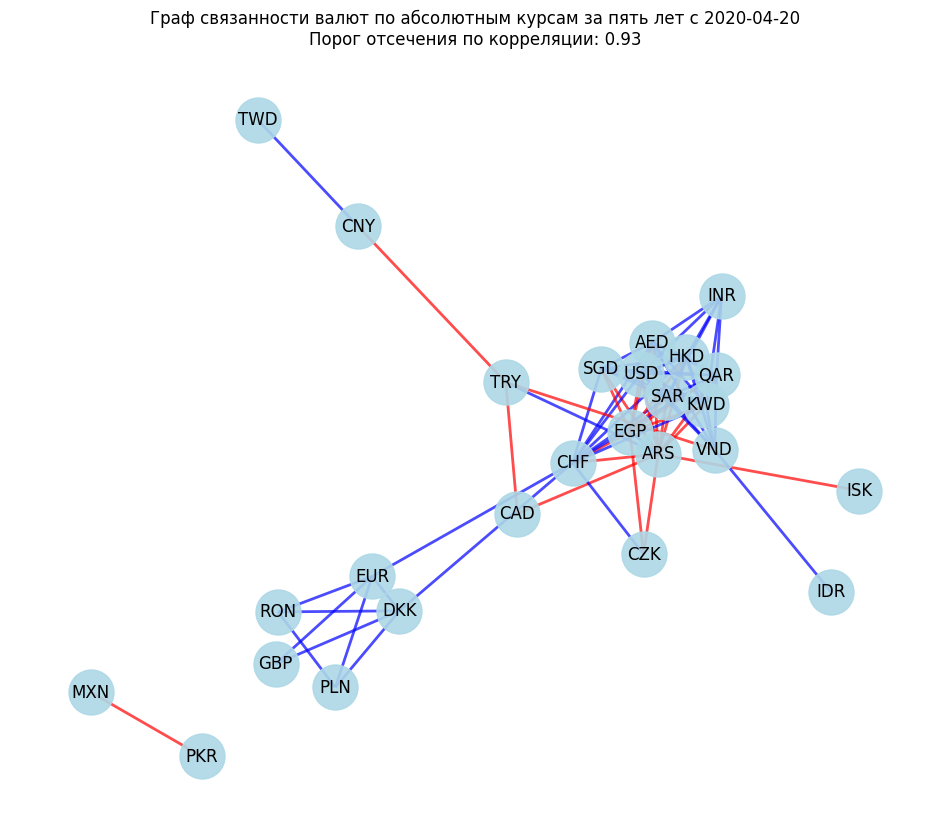 Граф связанности валют по абсолютным курсам за пять лет с 2020-04-20
Порог отсечения по корреляции: 0.93
TWD
CNY
INR
AED
HKD
SGD
USD
QAR
TRY
SAR
KWD
EGP
VND
ARS
CHF
ISK
CAD
CZK
EUR
IDR
RON
DKK
GBP
PLN
MXN
PKR